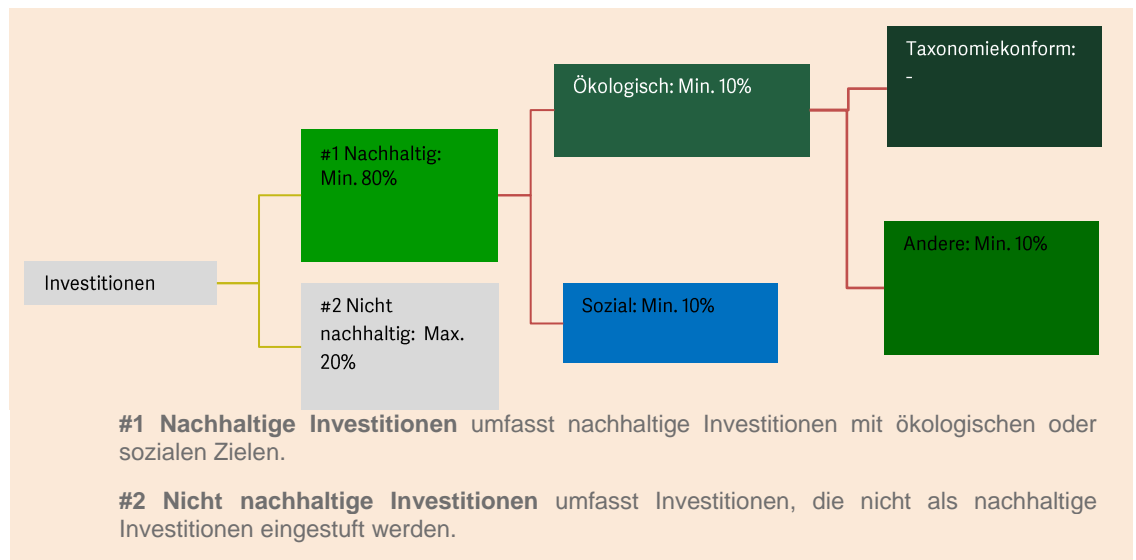 Taxonomiekonform:
-
Ökologisch: Min. 10%
#1 Nachhaltig:
Min. 80%
Andere: Min. 10%
Investitionen
#2 Nicht
nachhaltig: Max.
20%
Sozial: Min. 10%
#1 Nachhaltige Investitionen umfasst nachhaltige Investitionen mit ökologischen oder
sozialen Zielen.
#2 Nicht nachhaltige Investitionen umfasst Investitionen, die nicht als nachhaltige
Investitionen eingestuft werden.